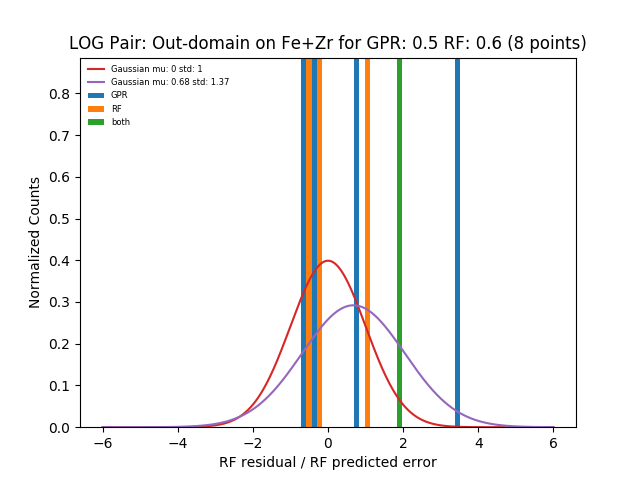 LOG Pair: Out-domain on Fe+Zr for GPR: 0.5 RF: 0.6 (8 points)
Gaussian mu: 0 std: 1
Gaussian mu: 0.68 std: 1.37
GPR
RF
both
0.8
0.7
0.6
0.5
0.4
0.3
0.2
0.1
0.0
Normalized Counts
−6 −4 −2 0 2 4 6
RF residual / RF predicted error